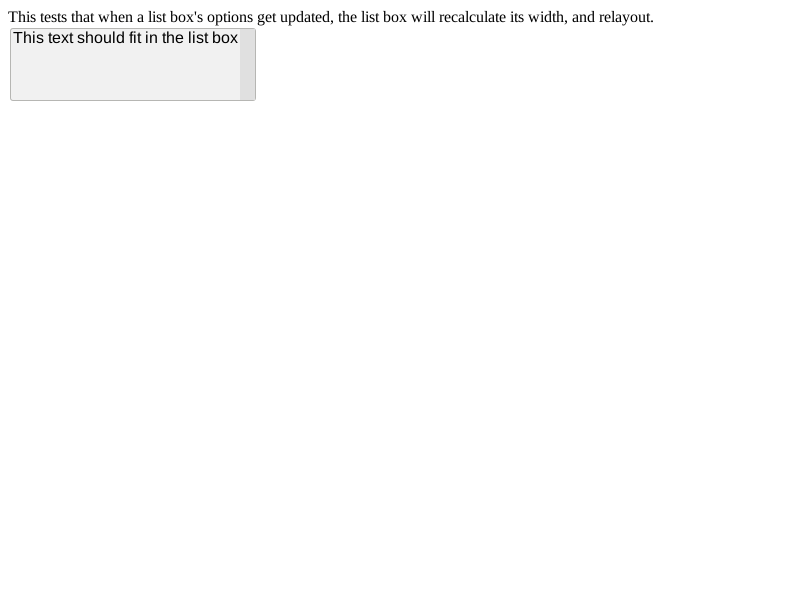 This tests that when a list box's options get updated, the list box will recalculate its width, and relayout.
This text should fit in the list box